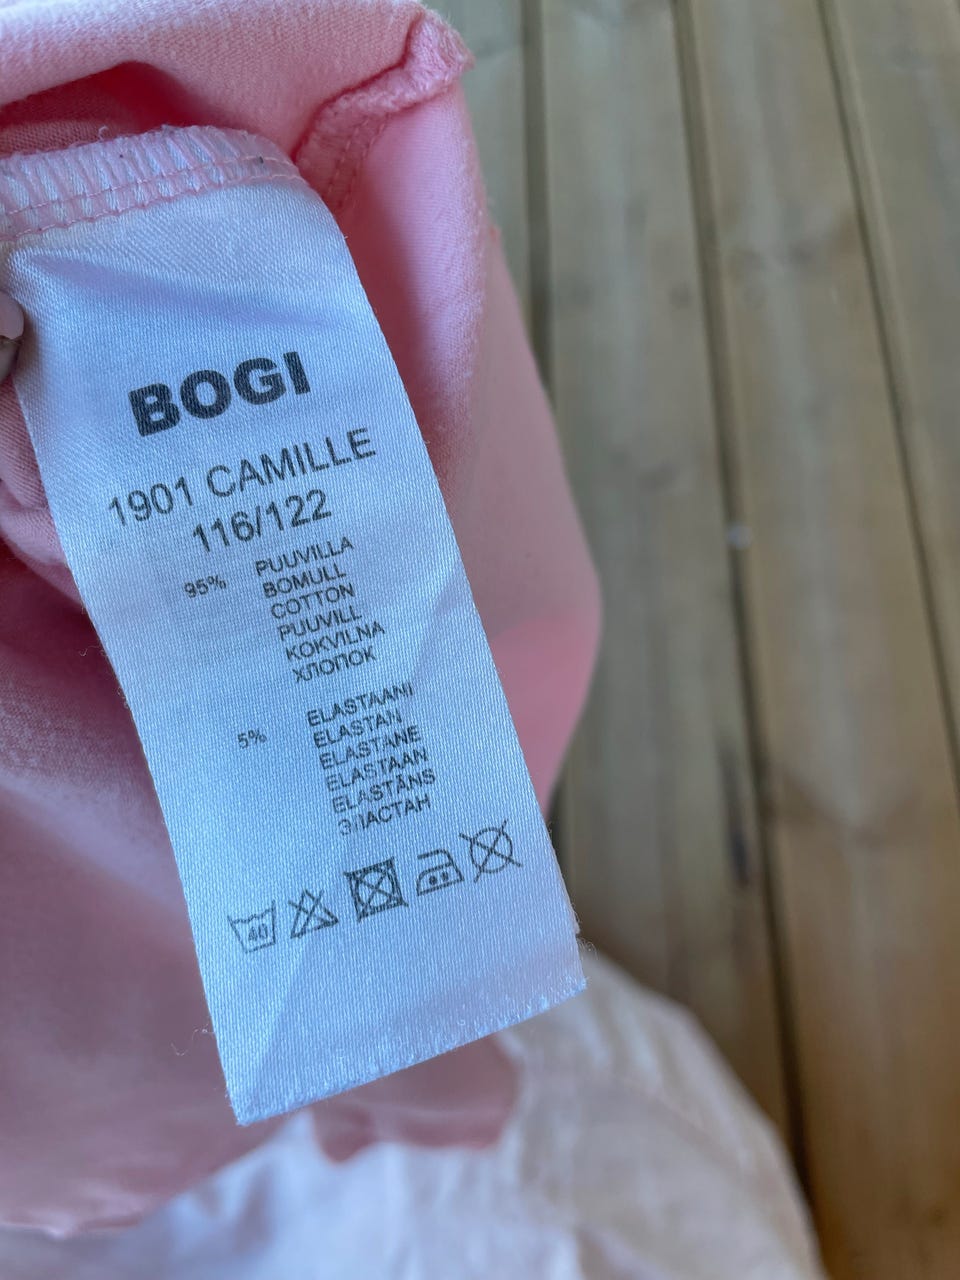 BOGI
1901 CAMILLE
116/122
95% PUUVILLA
BOMULL
COTTON
PUUVILL
KOKVILNA
ХЛОПОК
5% ELASTAANI
ELASTAN
ELASTANE
ELASTAAN
ELASTĀNS
ЭЛАСТАН
40